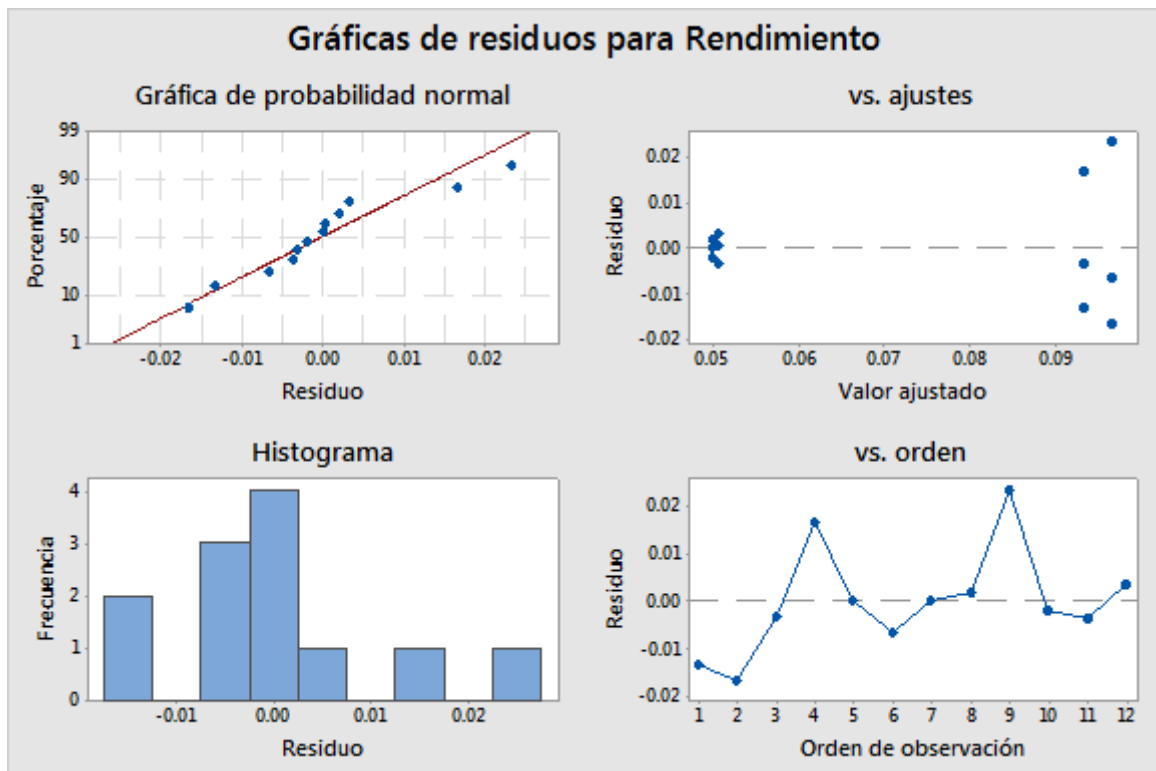 Gráficas de residuos para Rendimiento
Gráfica de probabilidad normal
99
90
50
10
1
Porcentaje
-0.02 -0.01 0.00 0.01 0.02
Residuo
vs. ajustes
0.02
0.01
0.00
-0.01
-0.02
Residuo
0.05 0.06 0.07 0.08 0.09
Valor ajustado
Histograma
4
3
2
1
0
Frecuencia
-0.01 0.00 0.01 0.02
Residuo
vs. orden
0.02
0.01
0.00
-0.01
-0.02
Residuo
1 2 3 4 5 6 7 8 9 10 11 12
Orden de observación